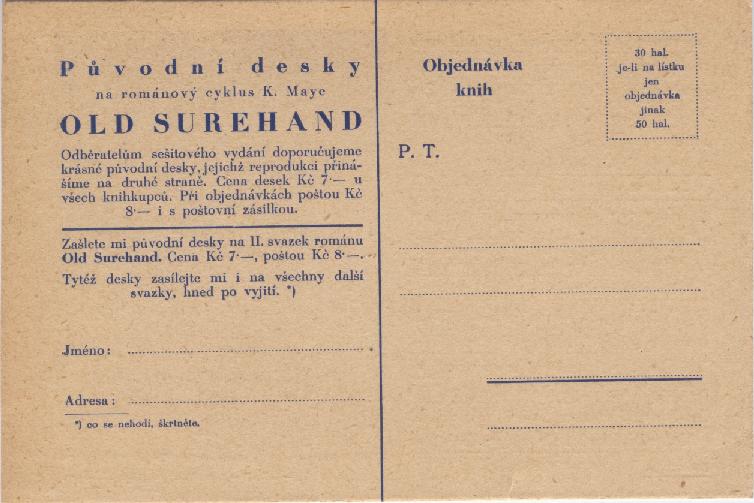 Původní desky
na románový cyklus K. Maye
OLD SUREHAND
Odběratelům sešitového vydání doporučujeme
krásné původní desky, jejichž reprodukci přiná-
šíme na druhé straně. Cena desek Kč 7·— u
všech knihkupců. Při objednávkách poštou Kč
8·— i s poštovní zásilkou.
Zašlete mi původní desky na II. svazek románu
Old Surehand. Cena Kč 7·—, poštou Kč 8·—.
Tytéž desky zasílejte mi i na všechny další
svazky, hned po vyjití. *)
Jméno:
Adresa:
*) co se nehodí, škrtněte.
Objednávka
knih
30 hal.
je-li na lístku
jen
objednávka
jinak
50 hal.
P. T.